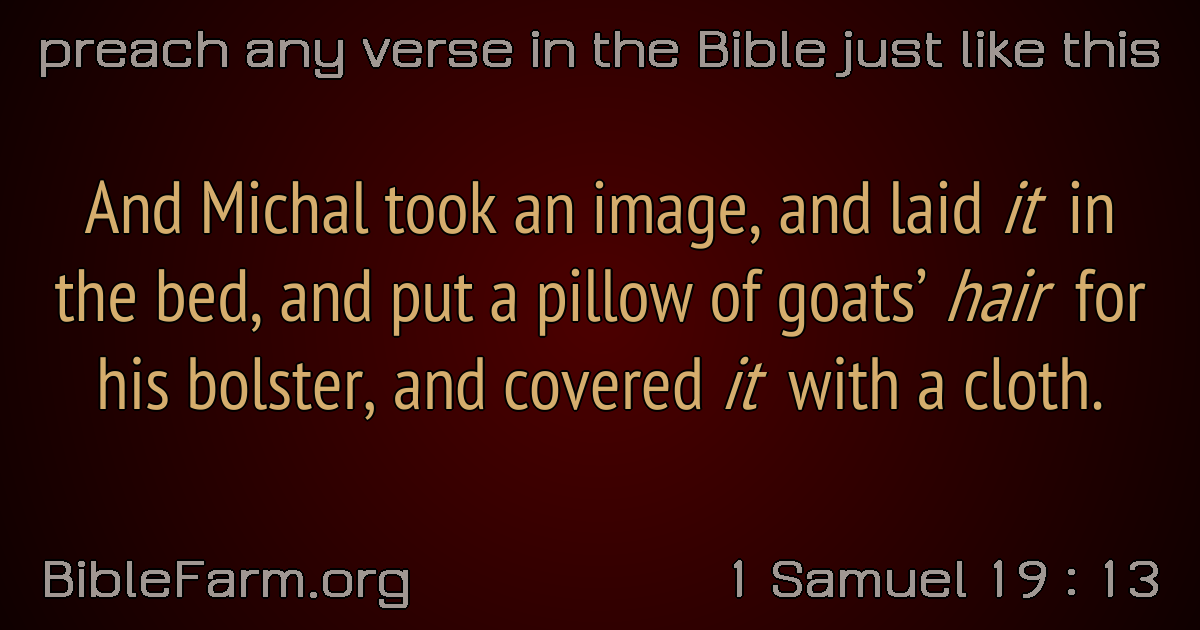 preach any verse in the Bible just like this
And Michal took an image, and laid it in
the bed, and put a pillow of goats’ hair for
his bolster, and covered it with a cloth.
BibleFarm.org
1 Samuel 19 : 13